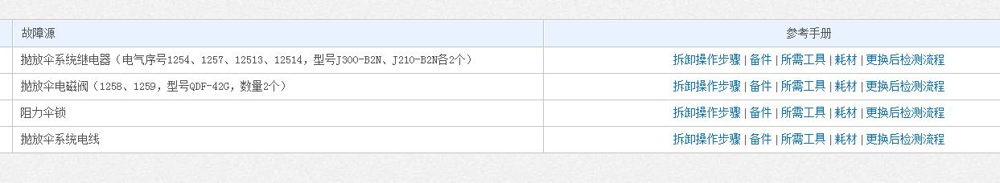 故障源 参考手册
抛放伞系统继电器（电气序号1254、1257、12513、12514，型号J300-B2N、J210-B2N各2个） 拆卸操作步骤 | 备件 | 所需工具 | 耗材 | 更换后检测流程
抛放伞电磁阀（1258、1259，型号QDF-42G，数量2个） 拆卸操作步骤 | 备件 | 所需工具 | 耗材 | 更换后检测流程
阻力伞锁 拆卸操作步骤 | 备件 | 所需工具 | 耗材 | 更换后检测流程
抛放伞系统电线 拆卸操作步骤 | 备件 | 所需工具 | 耗材 | 更换后检测流程